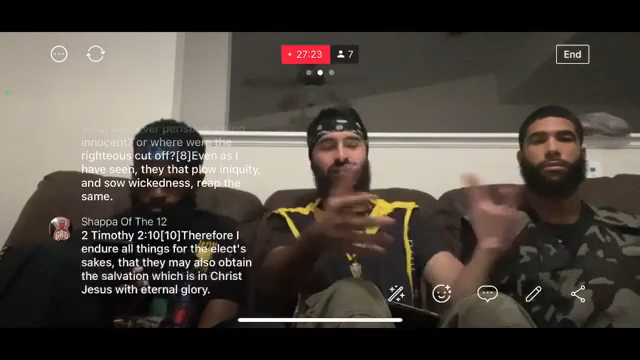 27:23
7
End
innocent? or where were the
righteous cut off?[8]Even as I
have seen, they that plow iniquity,
and sow wickedness, reap the
same.
Shappa Of The 12
2 Timothy 2:10[10]Therefore I
endure all things for the elect's
sakes, that they may also obtain
the salvation which is in Christ
Jesus with eternal glory.